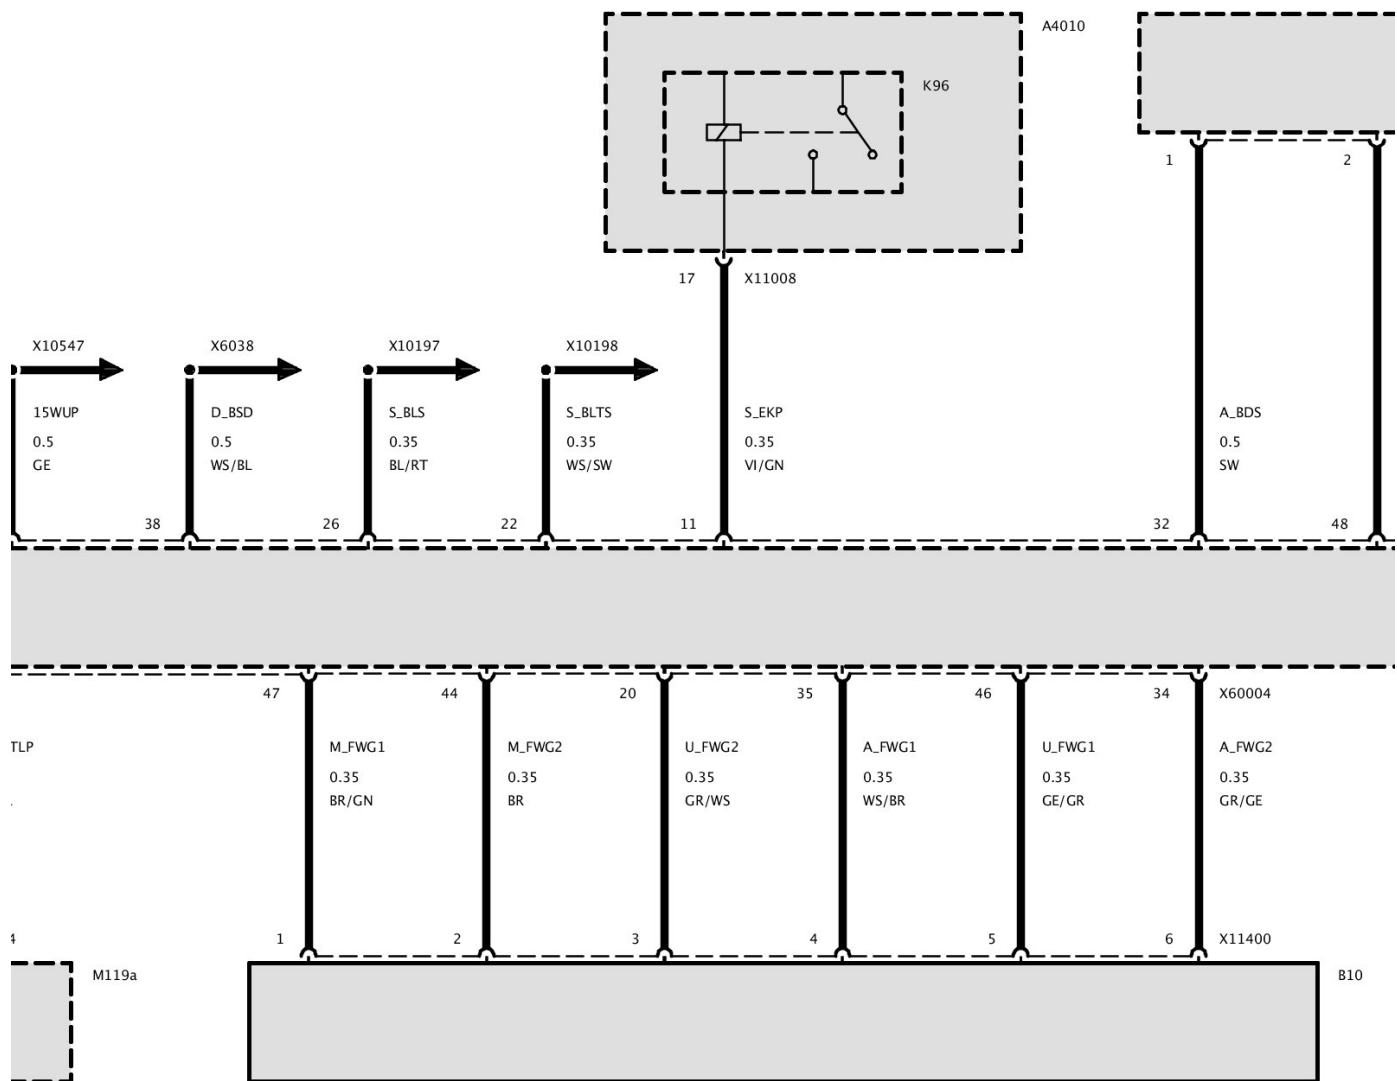 A4010
K96
1
2
17
X11008
X10547
X6038
X10197
X10198
15WUP
0.5
GE
D_BSD
0.5
WS/BL
S_BLS
0.35
BL/RT
S_BLTS
0.35
WS/SW
S_EKP
0.35
VI/GN
A_BDS
0.5
SW
38
26
22
11
32
48
47
44
20
35
46
34
X60004
TLP
M_FWG1
0.35
BR/GN
M_FWG2
0.35
BR
U_FWG2
0.35
GR/WS
A_FWG1
0.35
WS/BR
U_FWG1
0.35
GE/GR
A_FWG2
0.35
GR/GE
4
1
2
3
4
5
6
X11400
M119a
B10